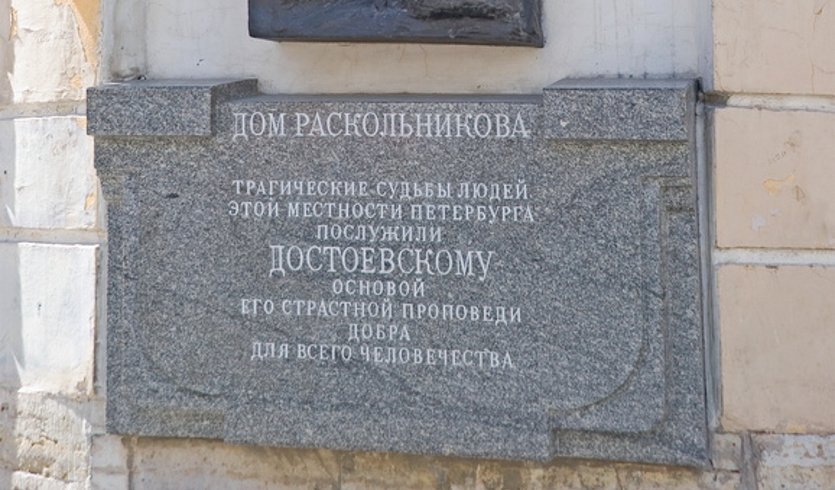 ДОМ РАСКОЛЬНИКОВА
ТРАГИЧЕСКИЕ СУДЬБЫ ЛЮДЕЙ
ЭТОЙ МЕСТНОСТИ ПЕТЕРБУРГА
ПОСЛУЖИЛИ
ДОСТОЕВСКОМУ
ОСНОВОЙ
ЕГО СТРАСТНОЙ ПРОПОВЕДИ
ДОБРА
ДЛЯ ВСЕГО ЧЕЛОВЕЧЕСТВА